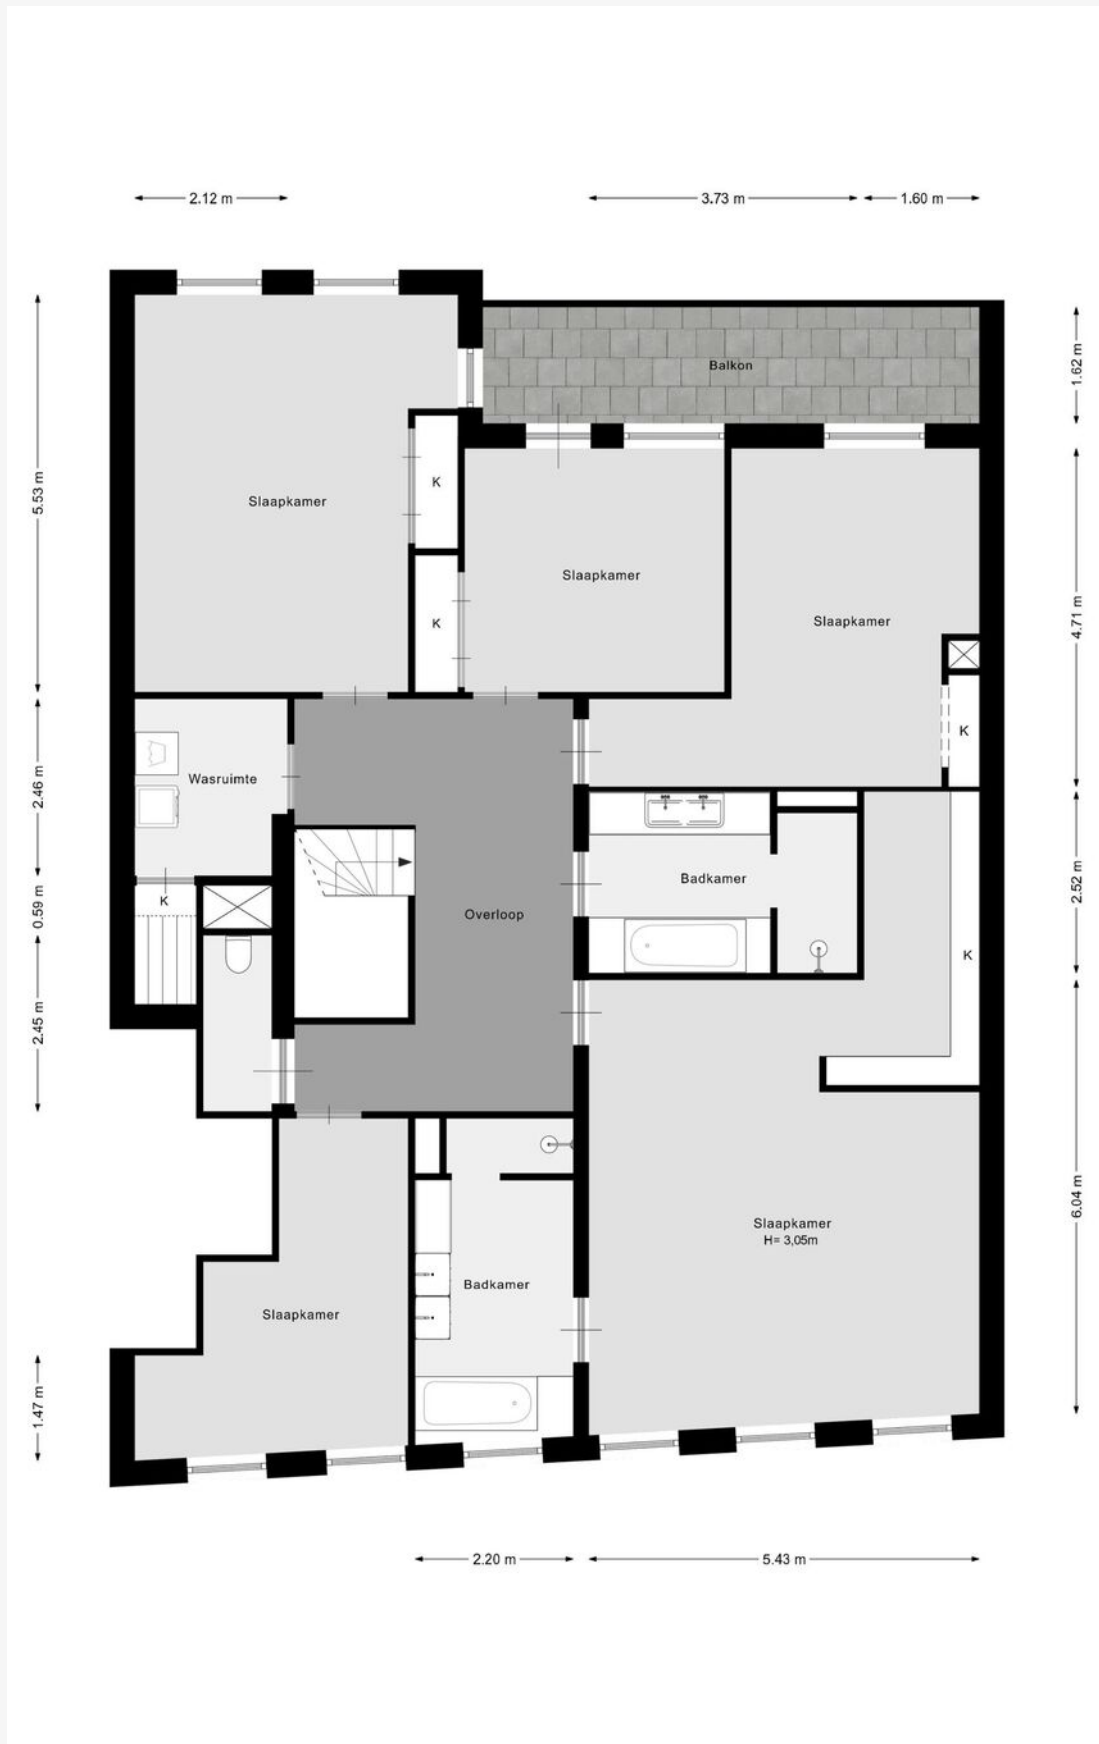 2.12 m
3.73 m
1.60 m
1.62 m
Balkon
5.53 m
K
Slaapkamer
Slaapkamer
4.71 m
K
Slaapkamer
K
2.46 m
Wasruimte
Badkamer
2.52 m
0.59 m
K
Overloop
K
2.45 m
6.04 m
Slaapkamer
H= 3,05m
Badkamer
Slaapkamer
1.47 m
2.20 m
5.43 m